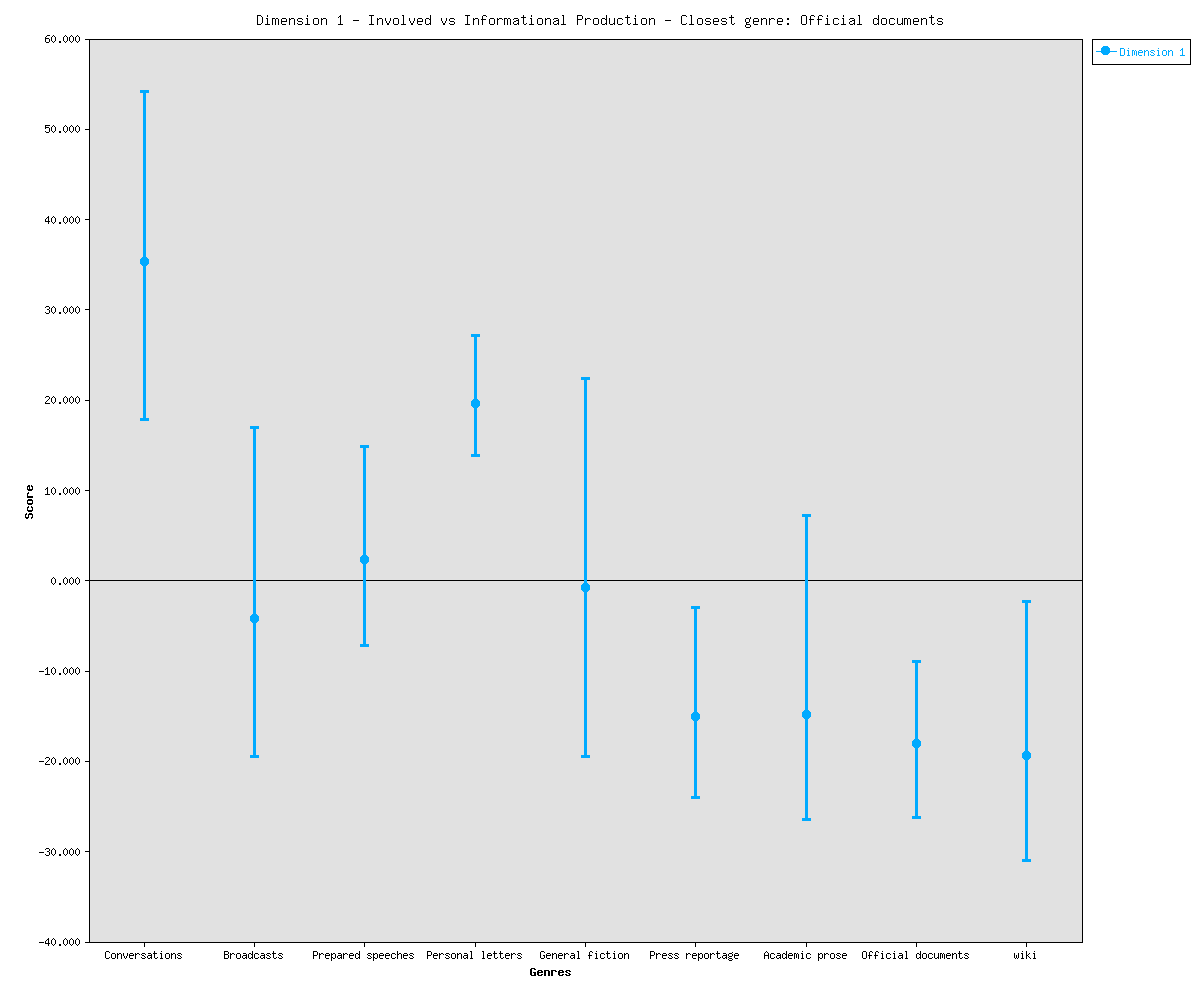 Dimension 1 - Involved vs Informational Production - Closest genre: Official documents
Dimension 1
60.000
50.000
40.000
30.000
20.000
10.000
0.000
-10.000
-20.000
-30.000
-40.000
Score
Conversations Broadcasts Prepared speeches Personal letters General fiction Press reportage Academic prose Official documents wiki
Genres